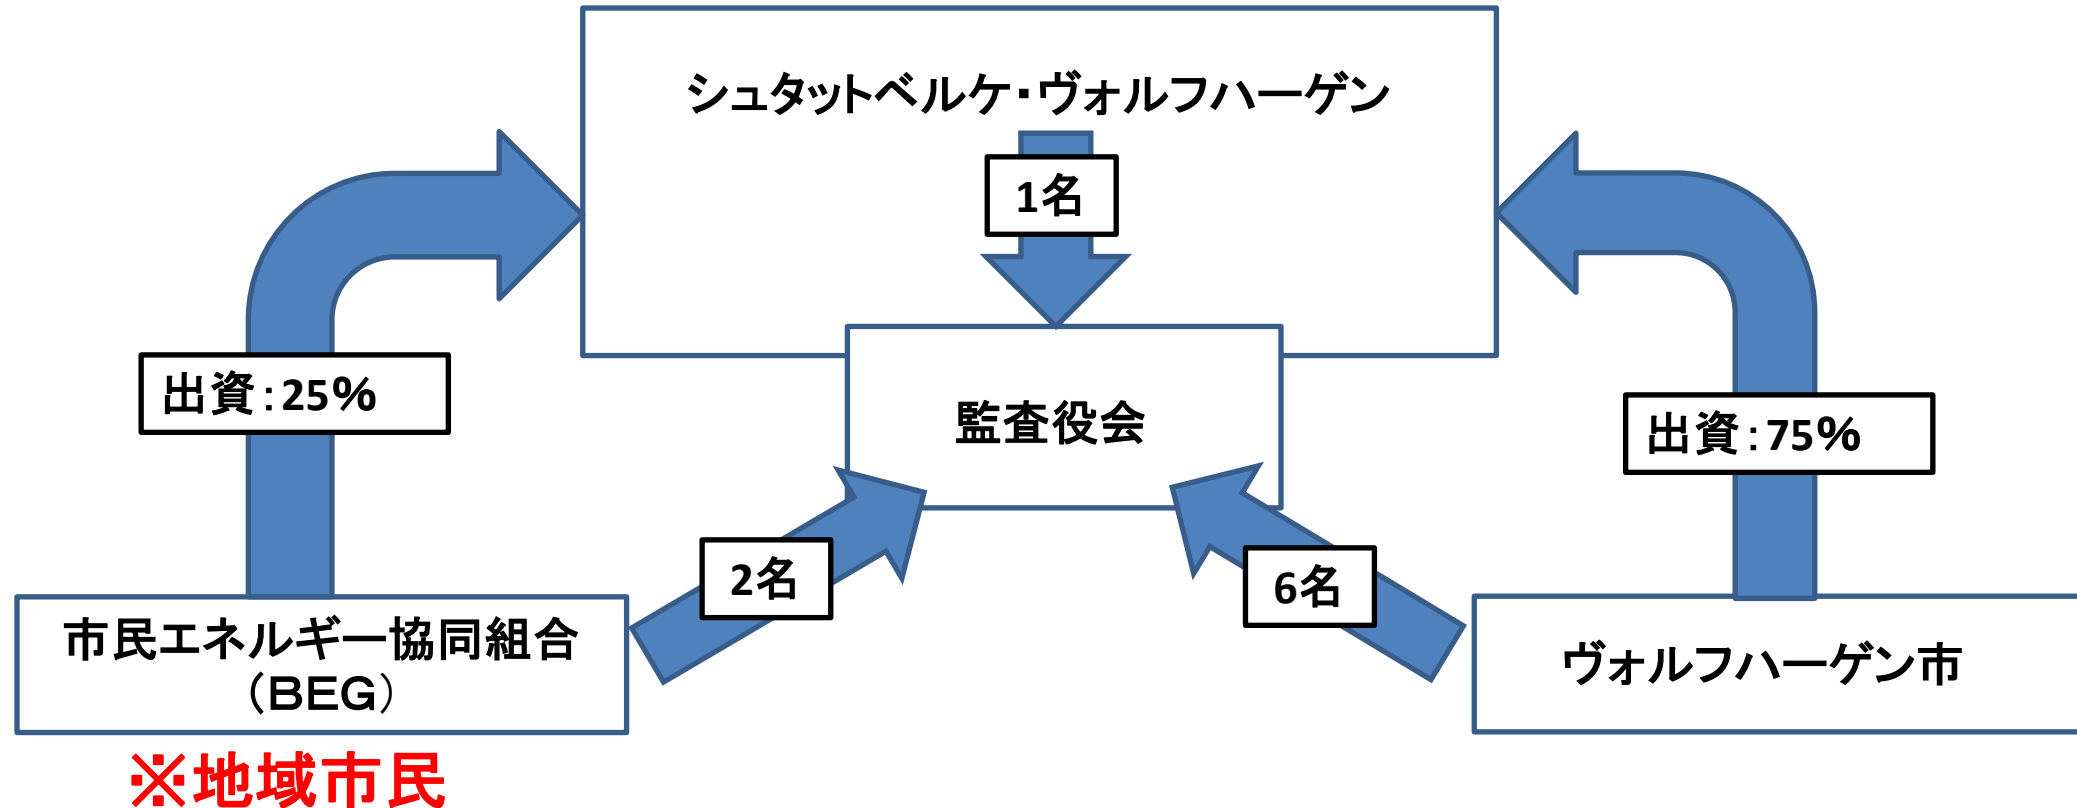 シュタットベルケ・ヴォルフハーゲン
1名
出資：25％
監査役会
出資：75％
2名
6名
市民エネルギー協同組合
（BEG）
ヴォルフハーゲン市
※地域市民